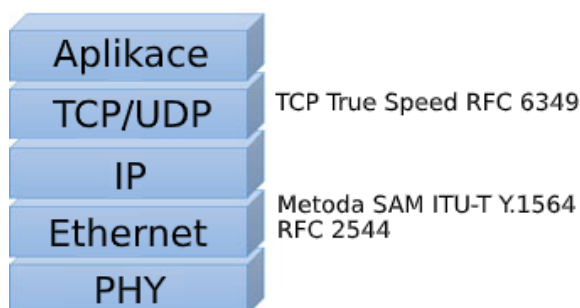 Aplikace
TCP/UDP
TCP True Speed RFC 6349
IP
Metoda SAM ITU-T Y.1564
RFC 2544
Ethernet
PHY